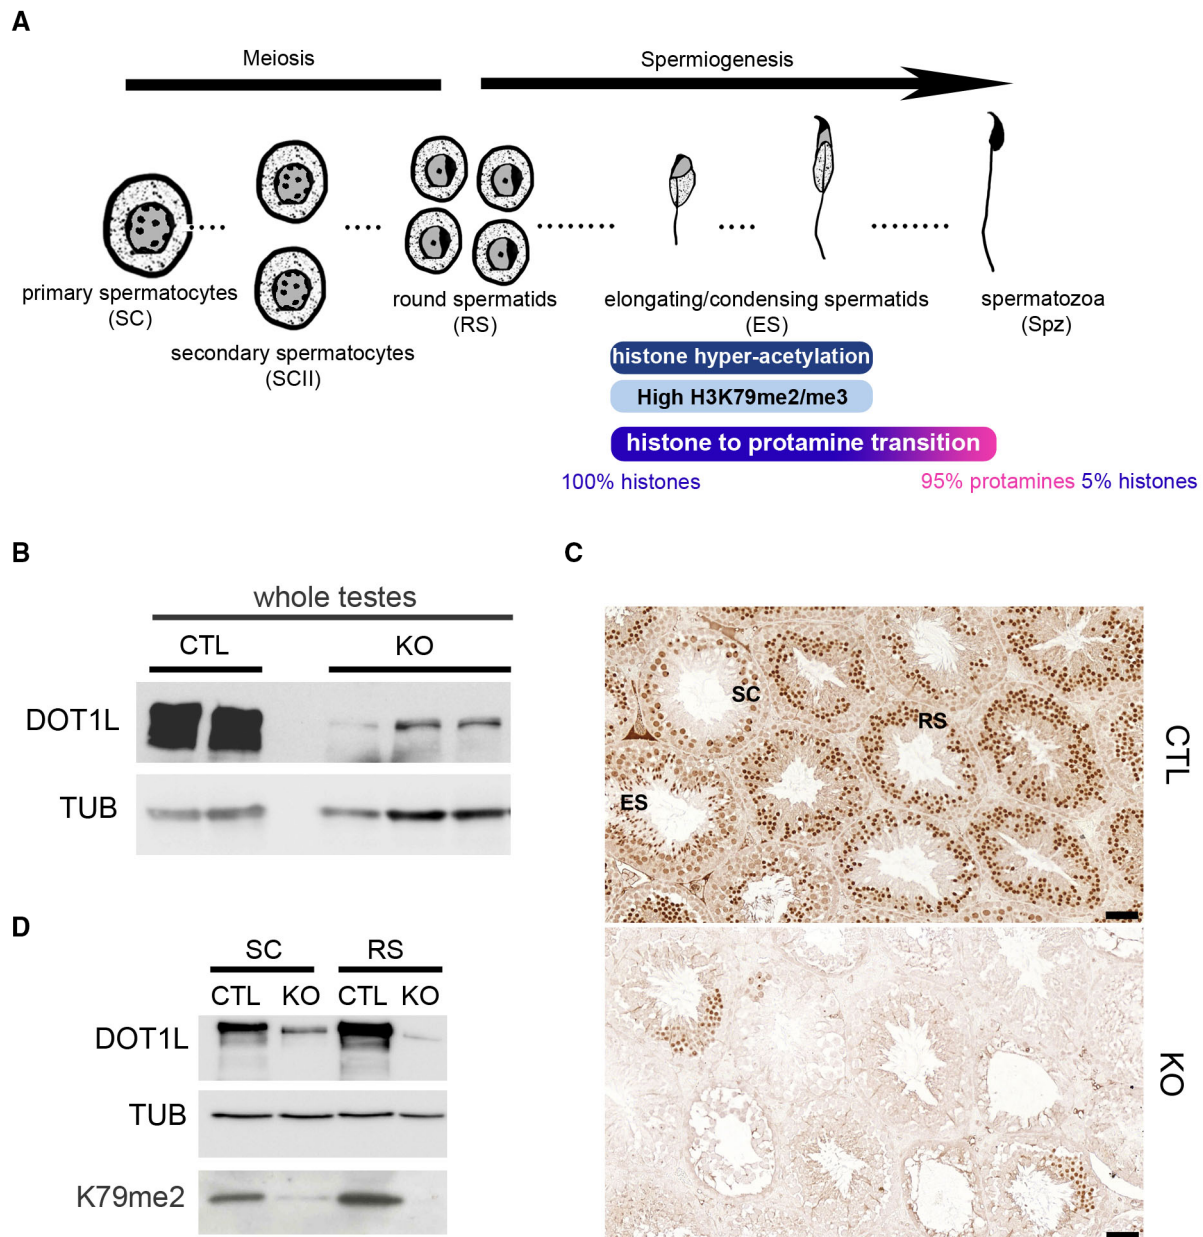 A
Meiosis
Spermiogenesis
primary spermatocytes
(SC)
secondary spermatocytes
(SCII)
round spermatids
(RS)
elongating/condensing spermatids
(ES)
spermatozoa
(Spz)
histone hyper-acetylation
High H3K79me2/me3
histone to protamine transition
100% histones
95% protamines 5% histones
B
whole testes
CTL KO
DOT1L
TUB
C
SC
RS
ES
CTL
KO
D
SC RS
CTL KO CTL KO
DOT1L
TUB
K79me2